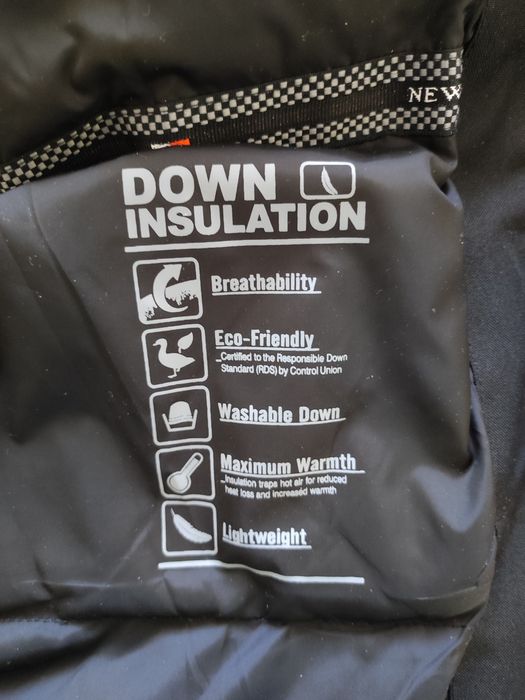 NEW
DOWN
INSULATION
Breathability
Eco-Friendly
Certified to the Responsible Down
Standard (RDS) by Control Union
Washable Down
Maximum Warmth
Insulation traps hot air for reduced
heat loss and increased warmth
Lightweight